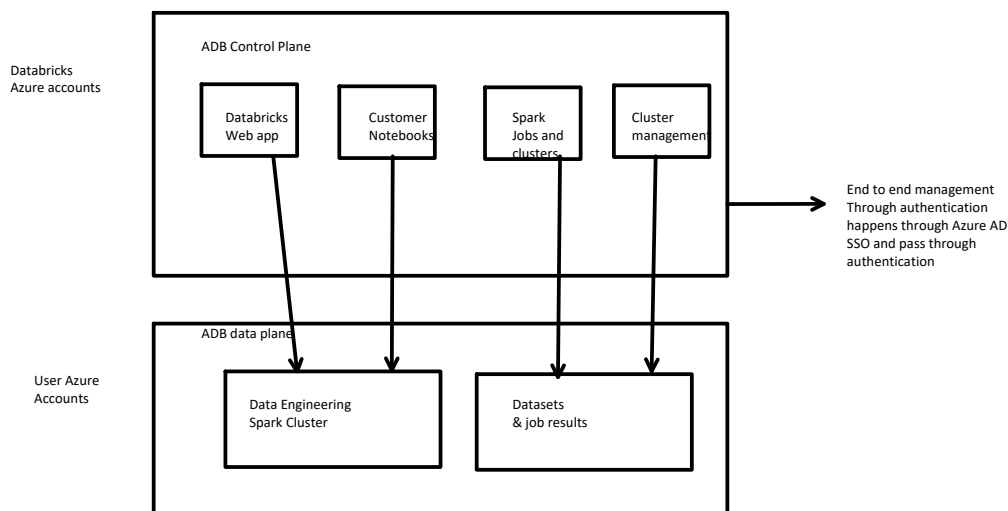 ADB Control Plane
Databricks
Azure accounts
Databricks
Web app
Customer
Notebooks
Spark
Jobs and
clusters
Cluster
management
End to end management
Through authentication
happens through Azure AD
SSO and pass through
authentication
ADB data plane
User Azure
Accounts
Data Engineering
Spark Cluster
Datasets
& job results